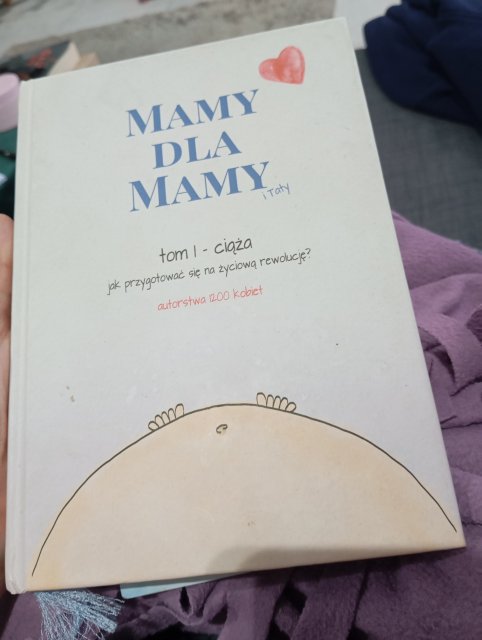 MAMY
DLA
MAMY
i Taty
tom I - ciąża
jak przygotować się na życiową rewolucję?
autorstwa 1200 kobiet